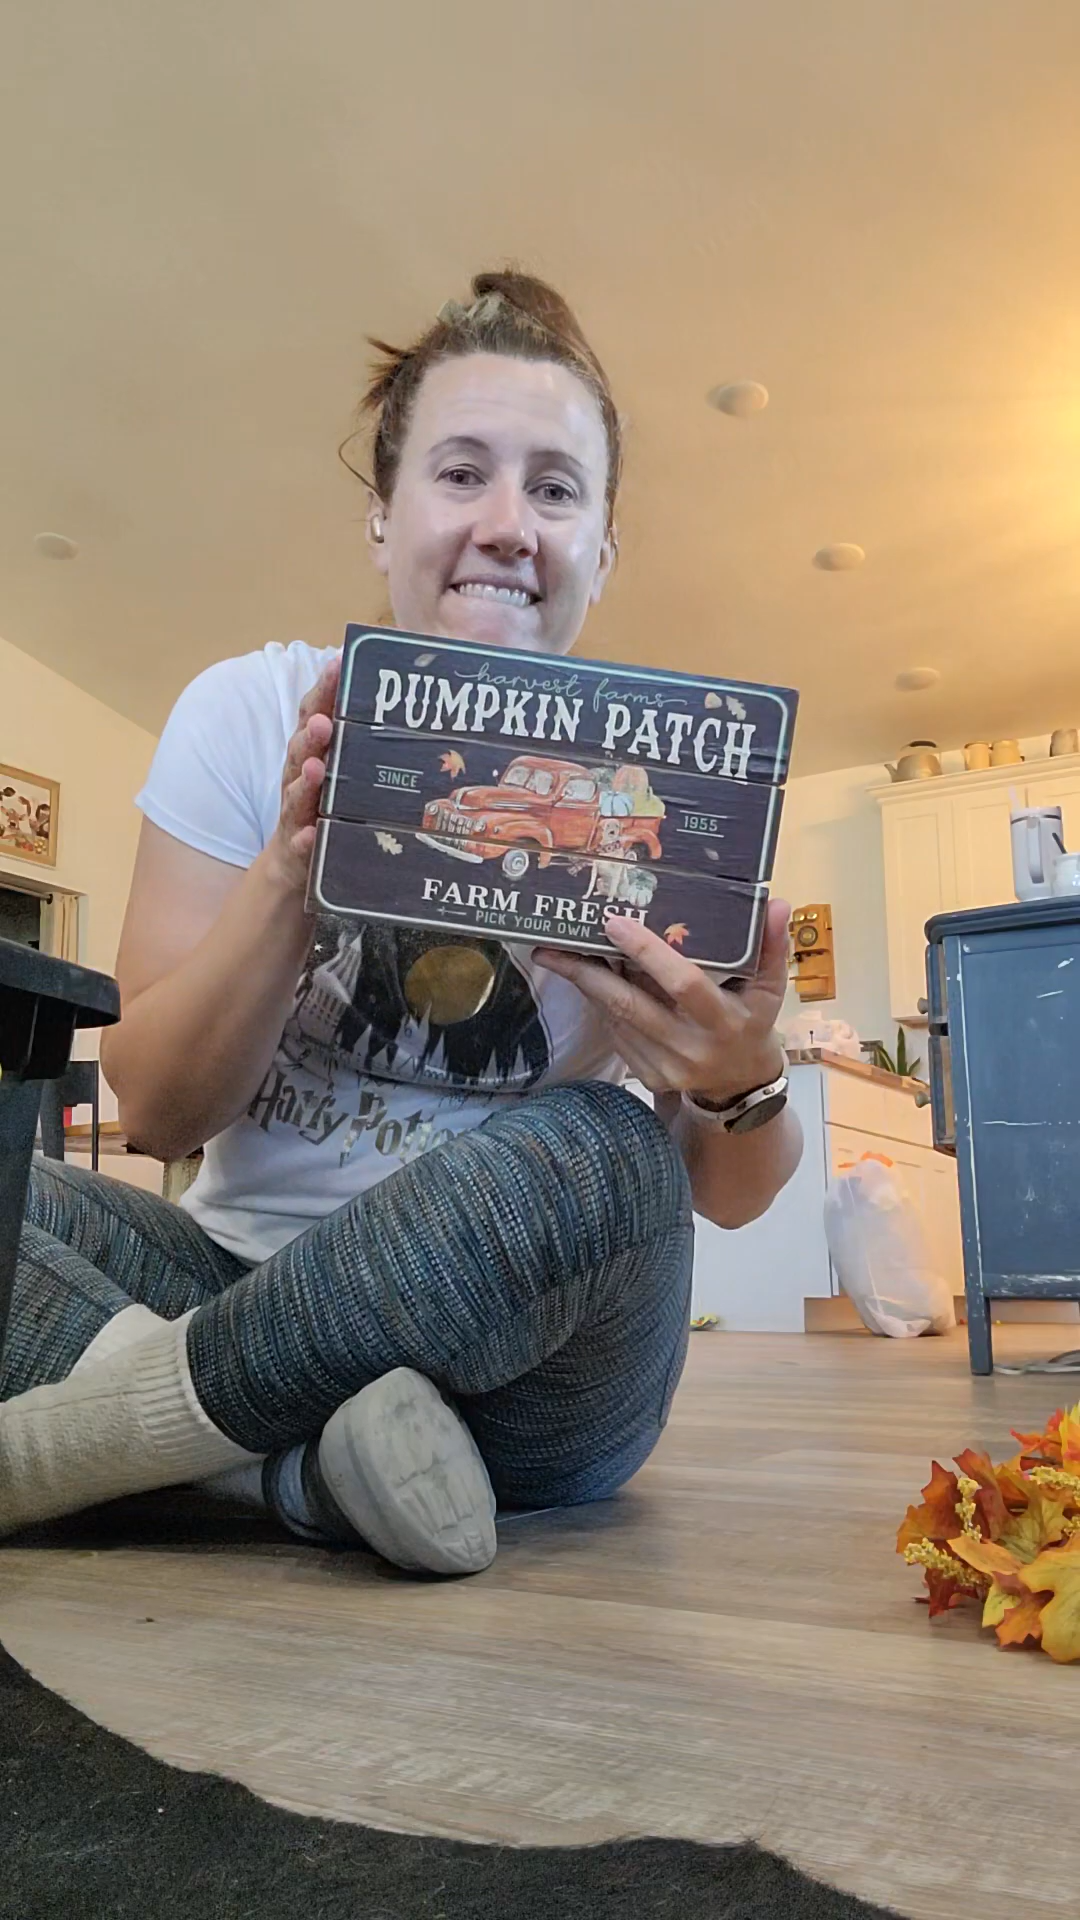 harvest farms
PUMPKIN PATCH
SINCE
1955
FARM FRESH
PICK YOUR OWN
Harry Potter